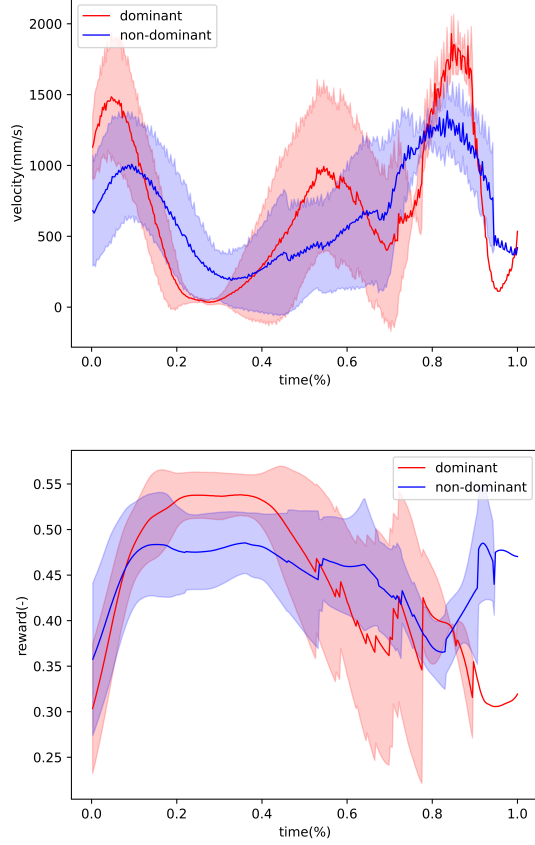 2000
1500
1000
500
0
velocity(mm/s)
dominant
non-dominant
0.0 0.2 0.4 0.6 0.8 1.0
time(%)
0.55
0.50
0.45
0.40
0.35
0.30
0.25
reward(-)
dominant
non-dominant
0.0 0.2 0.4 0.6 0.8 1.0
time(%)